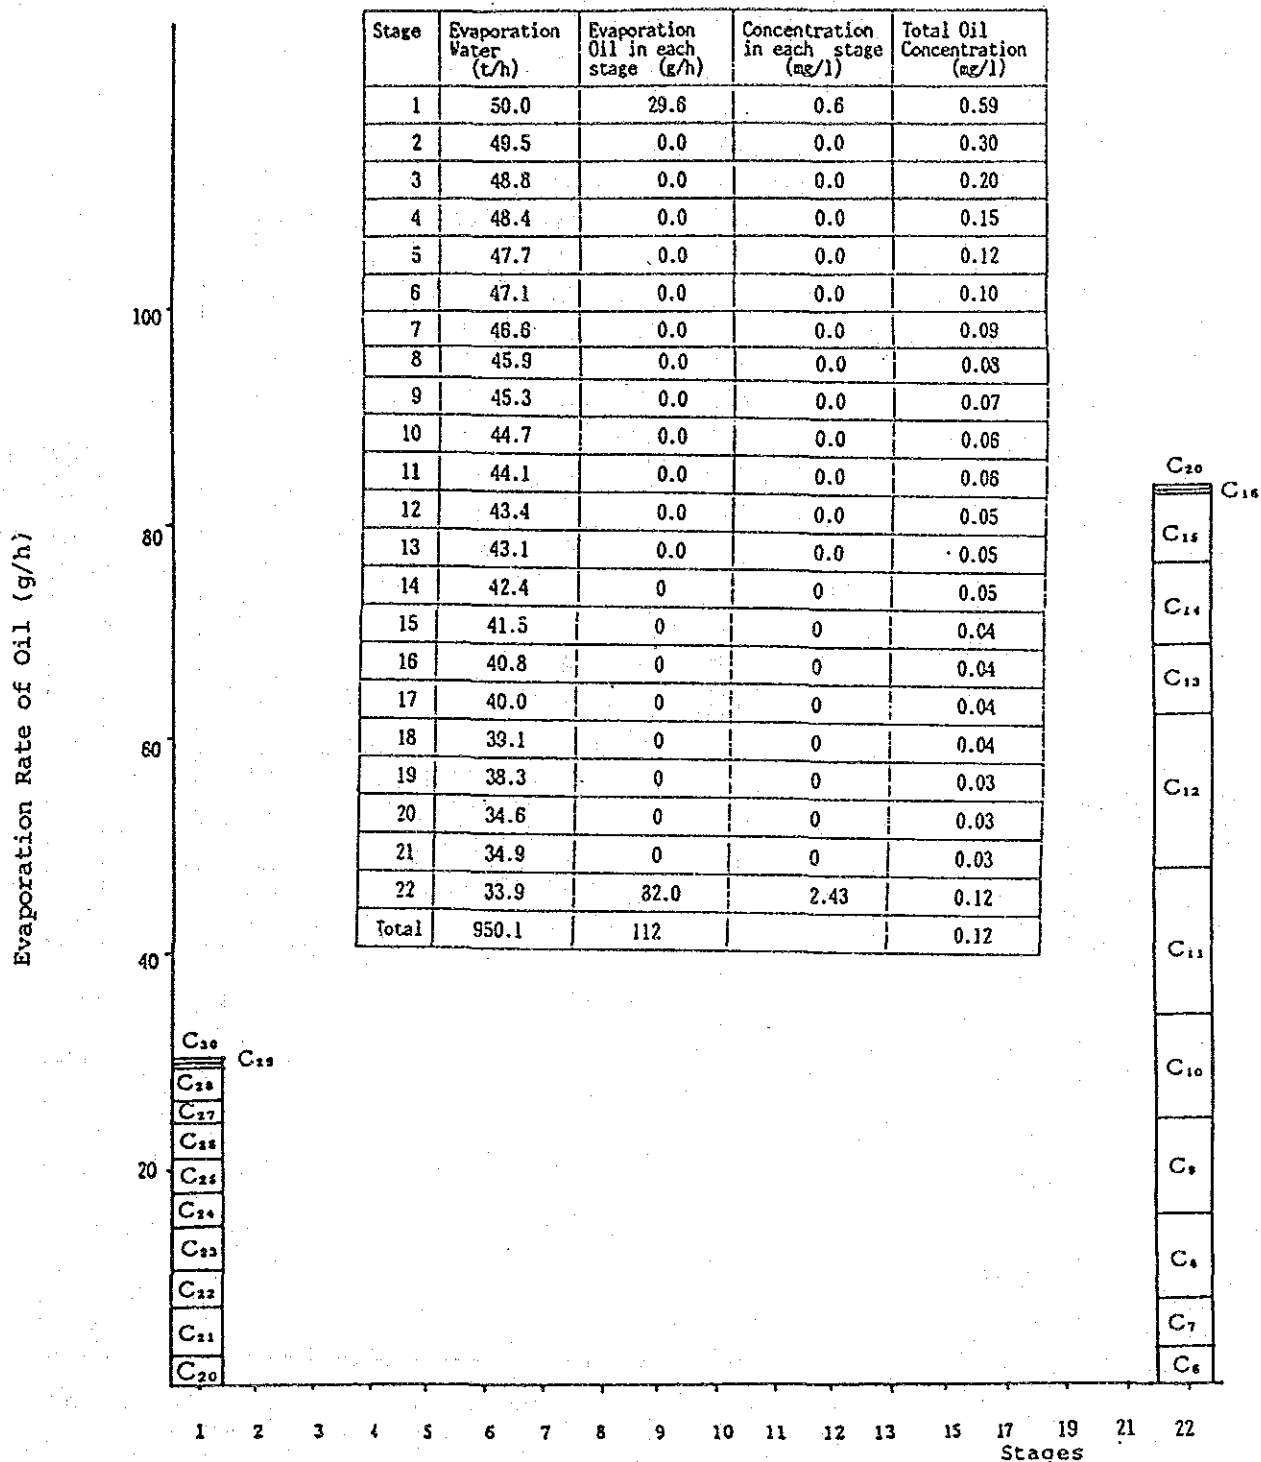 Stage | Evaporation Water (t/h) | Evaporation Oil in each stage (g/h) | Concentration in each stage (mg/l) | Total Oil Concentration (mg/l)
1 | 50.0 | 29.6 | 0.6 | 0.59
2 | 49.5 | 0.0 | 0.0 | 0.30
3 | 48.8 | 0.0 | 0.0 | 0.20
4 | 48.4 | 0.0 | 0.0 | 0.15
5 | 47.7 | 0.0 | 0.0 | 0.12
6 | 47.1 | 0.0 | 0.0 | 0.10
7 | 46.6 | 0.0 | 0.0 | 0.09
8 | 45.9 | 0.0 | 0.0 | 0.08
9 | 45.3 | 0.0 | 0.0 | 0.07
10 | 44.7 | 0.0 | 0.0 | 0.06
11 | 44.1 | 0.0 | 0.0 | 0.06
12 | 43.4 | 0.0 | 0.0 | 0.05
13 | 43.1 | 0.0 | 0.0 | 0.05
14 | 42.4 | 0 | 0 | 0.05
15 | 41.5 | 0 | 0 | 0.04
16 | 40.8 | 0 | 0 | 0.04
17 | 40.0 | 0 | 0 | 0.04
18 | 39.1 | 0 | 0 | 0.04
19 | 38.3 | 0 | 0 | 0.03
20 | 34.6 | 0 | 0 | 0.03
21 | 34.9 | 0 | 0 | 0.03
22 | 33.9 | 82.0 | 2.43 | 0.12
Total | 950.1 | 112 | | 0.12
Evaporation Rate of Oil (g/h)
100
80
60
40
20
C₃₀
C₂₉
C₂₈
C₂₇
C₂₅
C₂₄
C₂₃
C₂₂
C₂₁
C₂₀
C₂₀
C₁₆
C₁₅
C₁₄
C₁₃
C₁₂
C₁₁
C₁₀
C₇
C₆
1 2 3 4 5 6 7 8 9 10 11 12 13 15 17 19 21 22
Stages